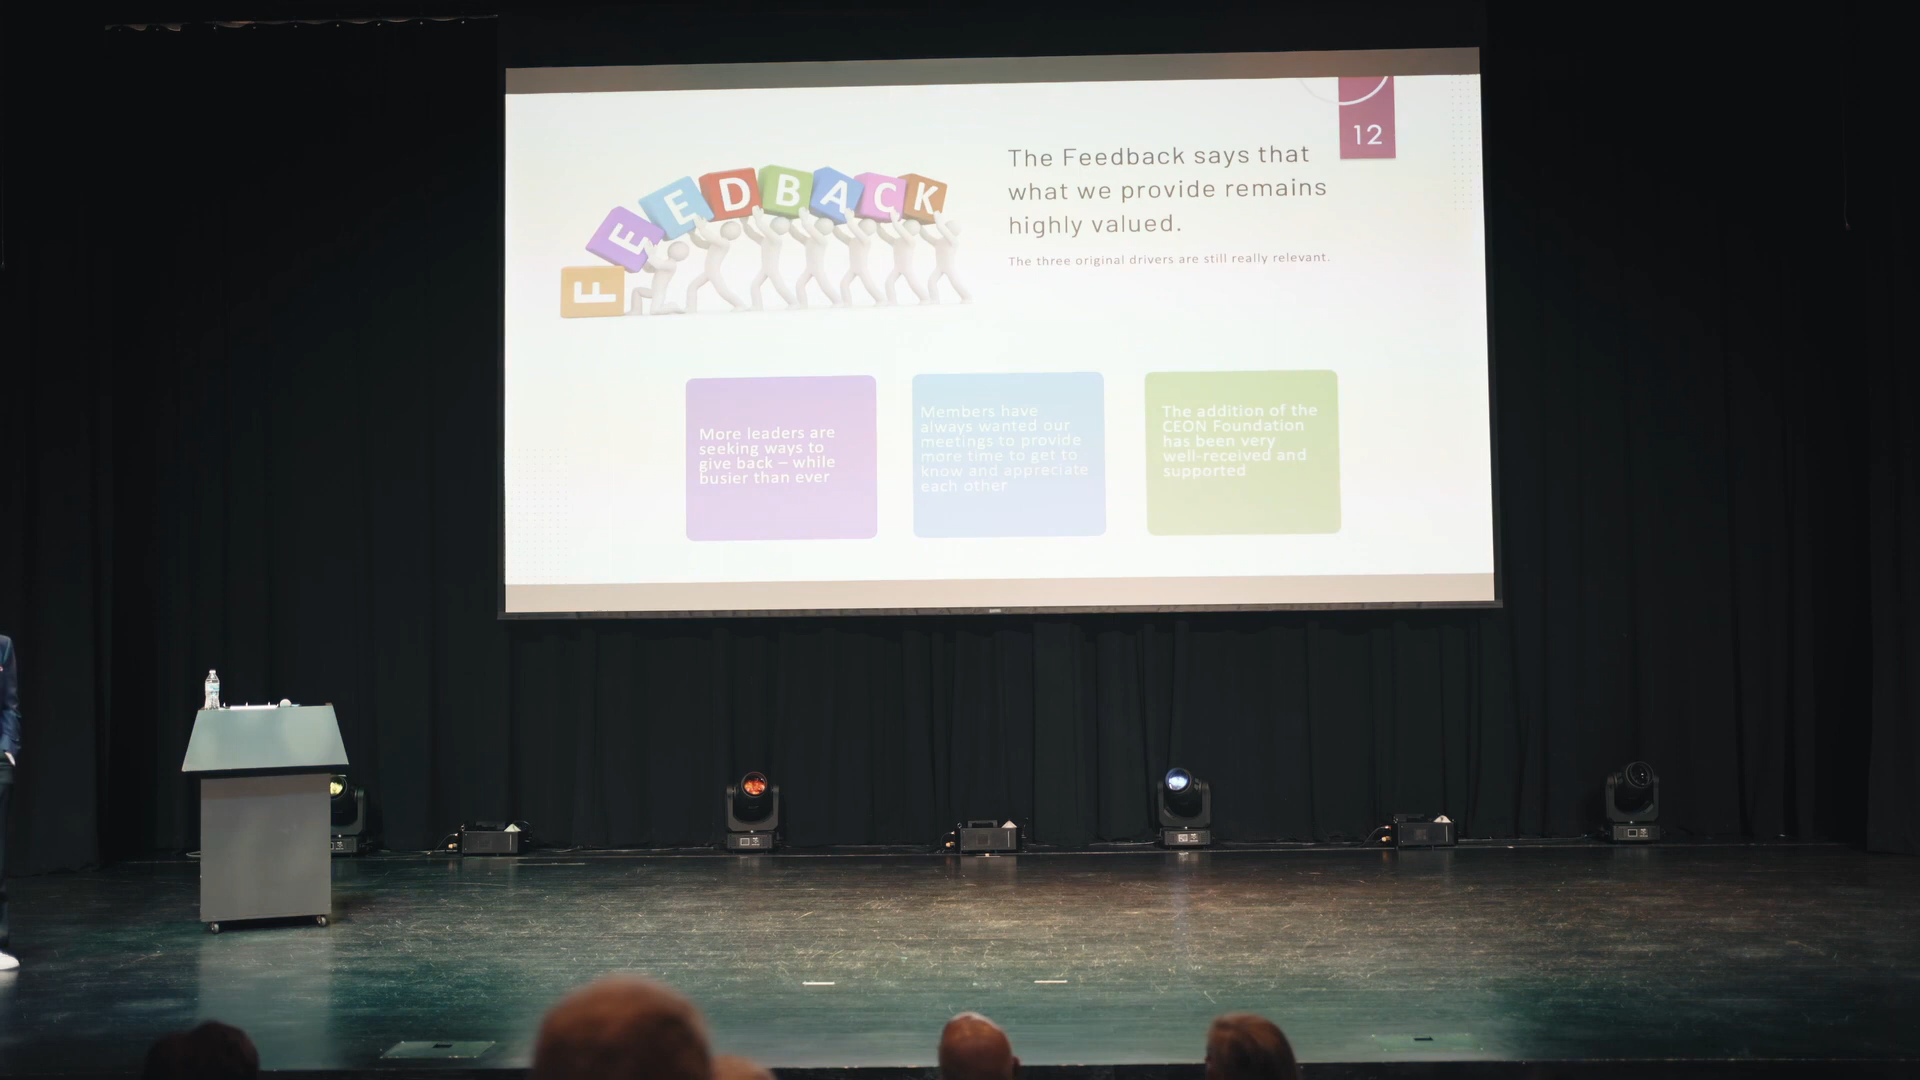 12
FEEDBACK
The Feedback says that
what we provide remains
highly valued.
The three original drivers are still really relevant.
More leaders are
seeking ways to
give back – while
busier than ever
Members have
always wanted our
meetings to provide
more time to get to
know and appreciate
each other
The addition of the
CEON Foundation
has been very
well-received and
supported